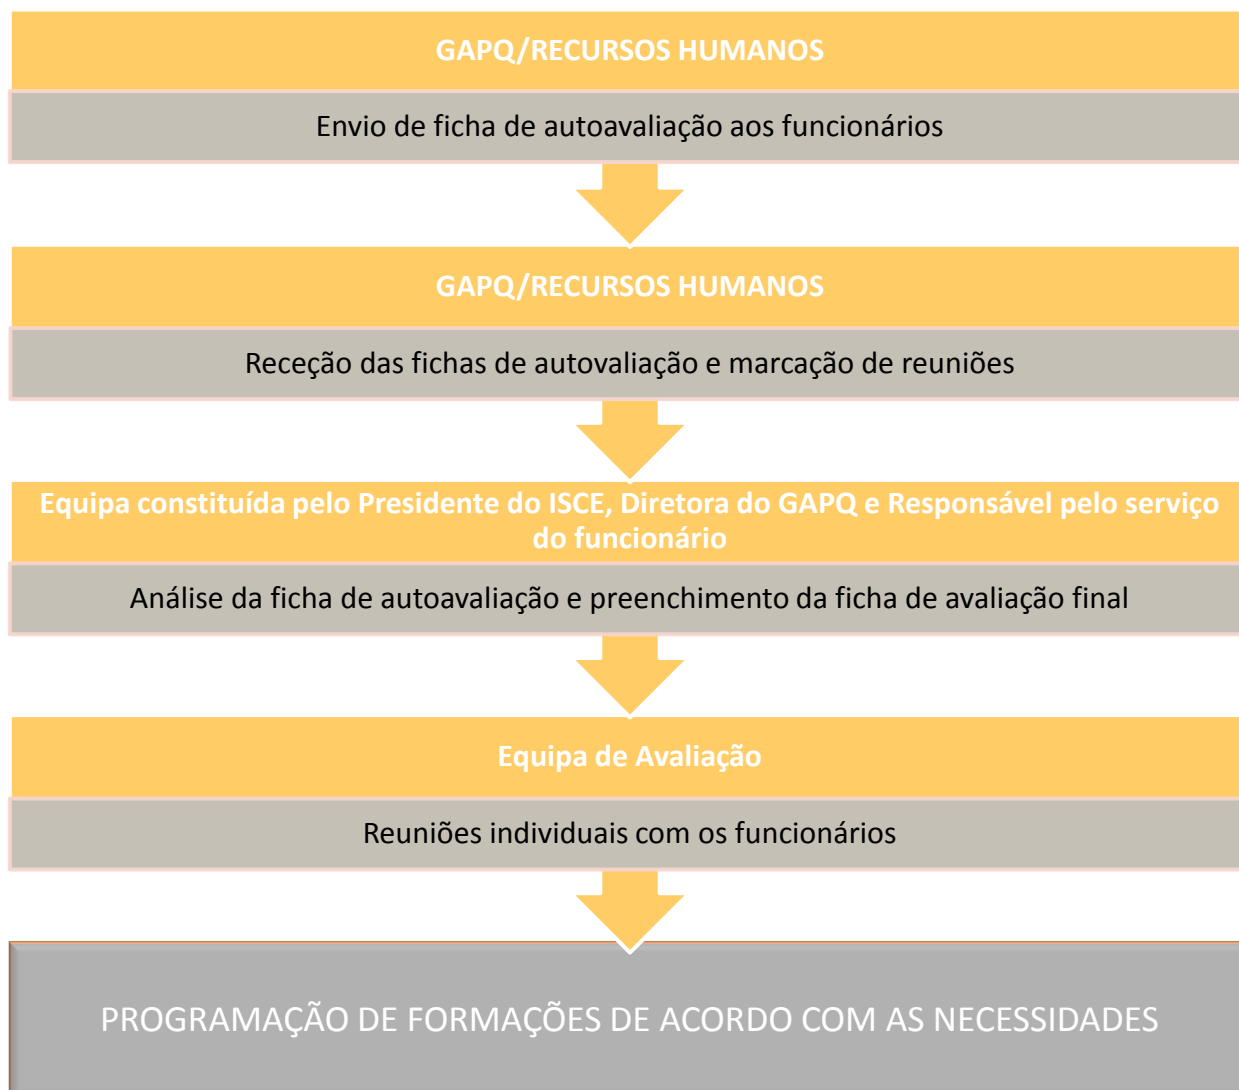 GAPQ/RECURSOS HUMANOS
Envio de ficha de autoavaliação aos funcionários
GAPQ/RECURSOS HUMANOS
Receção das fichas de autovaliação e marcação de reuniões
Equipa constituída pelo Presidente do ISCE, Diretora do GAPQ e Responsável pelo serviço
do funcionário
Análise da ficha de autoavaliação e preenchimento da ficha de avaliação final
Equipa de Avaliação
Reuniões individuais com os funcionários
PROGRAMAÇÃO DE FORMAÇÕES DE ACORDO COM AS NECESSIDADES